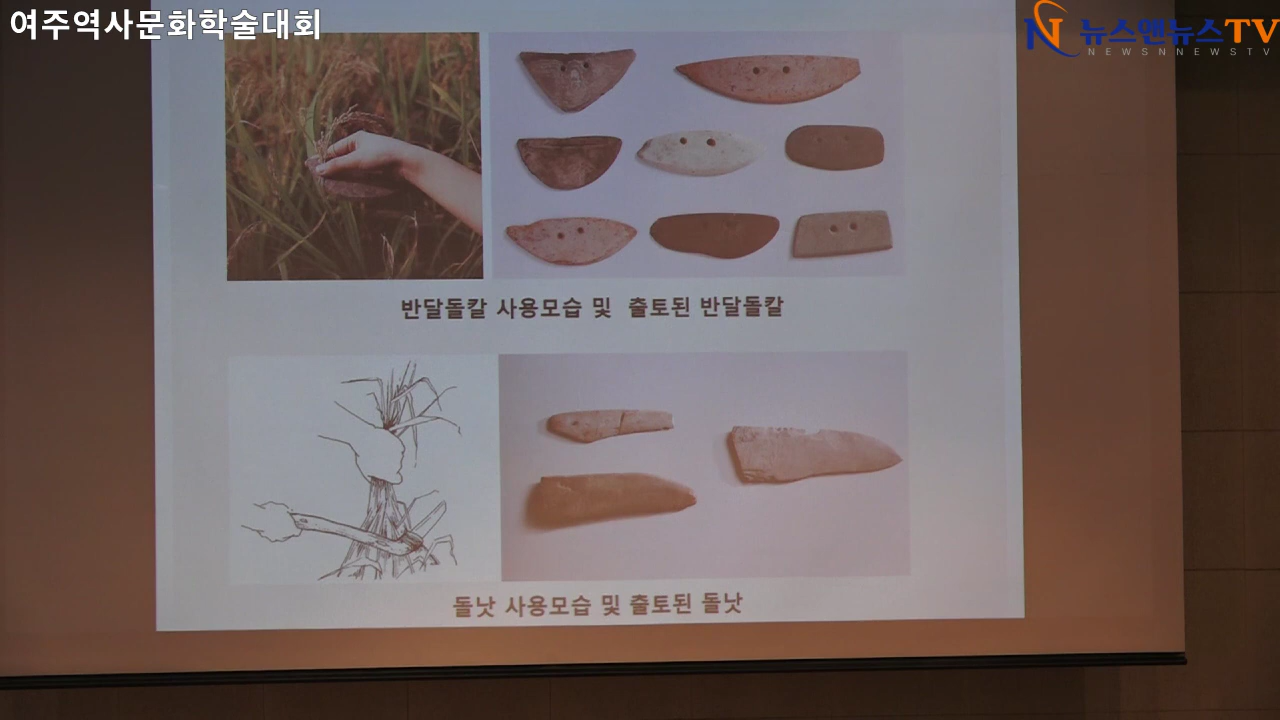 여주역사문화학술대회
뉴스앤뉴스TV
NEWSNNEWSTV
반달돌칼 사용모습 및 출토된 반달돌칼
돌낫 사용모습 및 출토된 돌낫